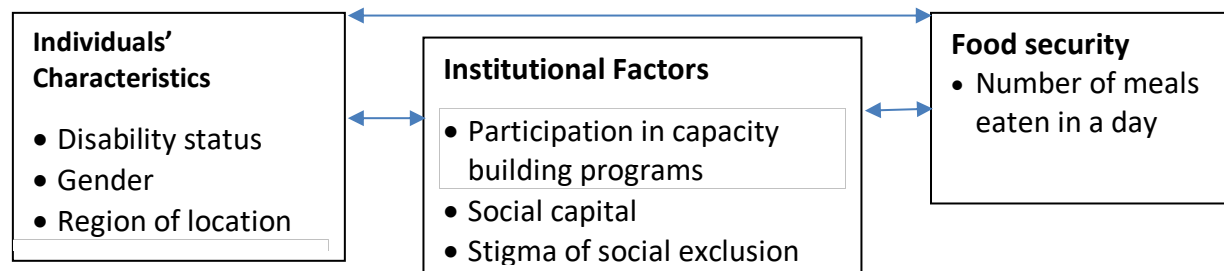 Individuals’
Characteristics
• Disability status
• Gender
• Region of location
Institutional Factors
• Participation in capacity
building programs
• Social capital
• Stigma of social exclusion
Food security
• Number of meals
eaten in a day